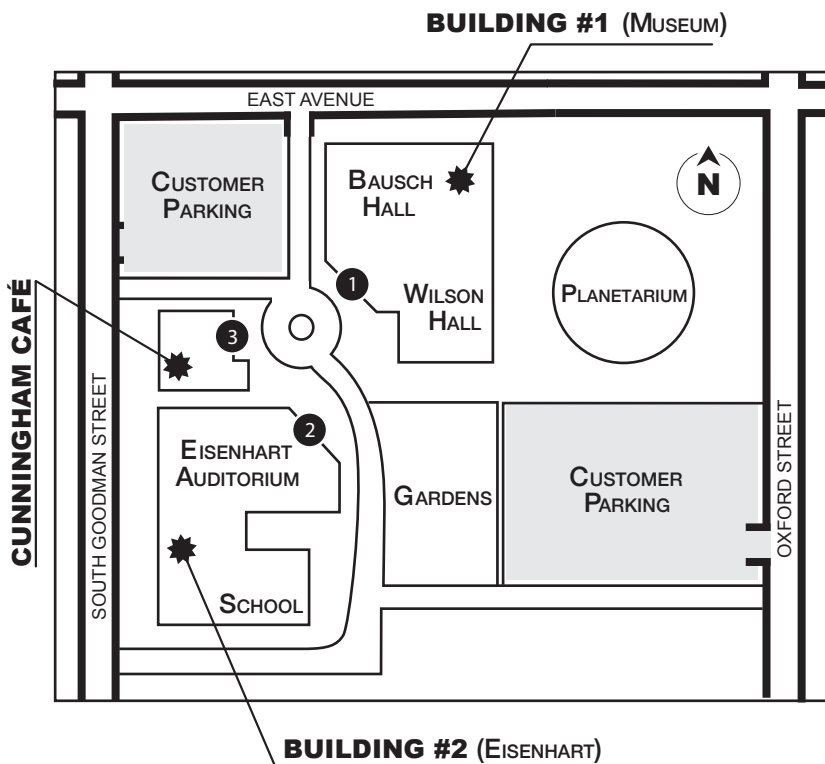 BUILDING #1 (MUSEUM)
EAST AVENUE
CUSTOMER
PARKING
BAUSCH
HALL
N
1
WILSON
HALL
PLANETARIUM
CUNNINGHAM CAFÉ
3
SOUTH GOODMAN STREET
2
EISENHART
AUDITORIUM
GARDENS
CUSTOMER
PARKING
OXFORD STREET
SCHOOL
BUILDING #2 (EISENHART)